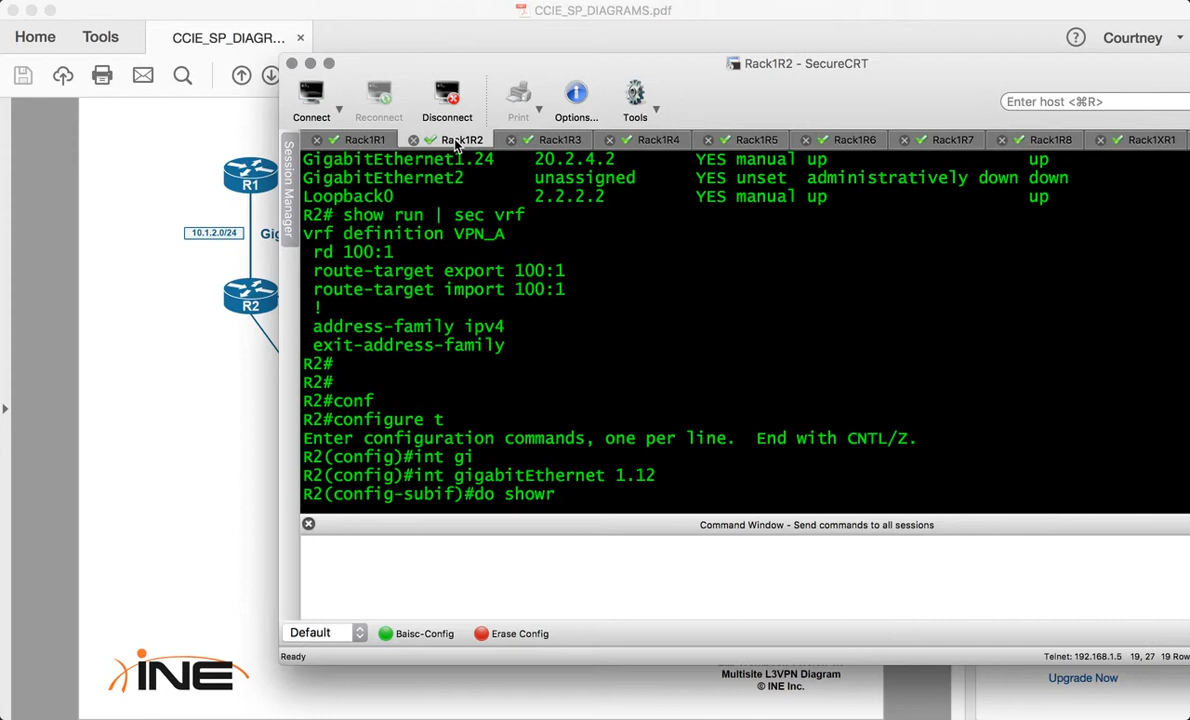 CCIE_SP_DIAGRAMS.pdf
Home Tools CCIE_SP_DIAGR... × ? Courtney
Rack1R2 - SecureCRT
Connect Reconnect Disconnect Print Options... Tools
Enter host <⌘R>
Rack1R1 Rack1R2 Rack1R3 Rack1R4 Rack1R5 Rack1R6 Rack1R7 Rack1R8 Rack1XR1
Session Manager
GigabitEthernet1.24 20.2.4.2 YES manual up up
GigabitEthernet2 unassigned YES unset administratively down down
Loopback0 2.2.2.2 YES manual up up
R2# show run | sec vrf
vrf definition VPN_A
rd 100:1
route-target export 100:1
route-target import 100:1
!
address-family ipv4
exit-address-family
R2#
R2#
R2#conf
R2#configure t
Enter configuration commands, one per line. End with CNTL/Z.
R2(config)#int gi
R2(config)#int gigabitEthernet 1.12
R2(config-subif)#do showr
Command Window - Send commands to all sessions
Default Baisc-Config Erase Config
Ready Telnet: 192.168.1.5 19, 27 19 Row
R1
10.1.2.0/24 Gig
R2
INE
Multisite L3VPN Diagram
© INE Inc.
Upgrade Now